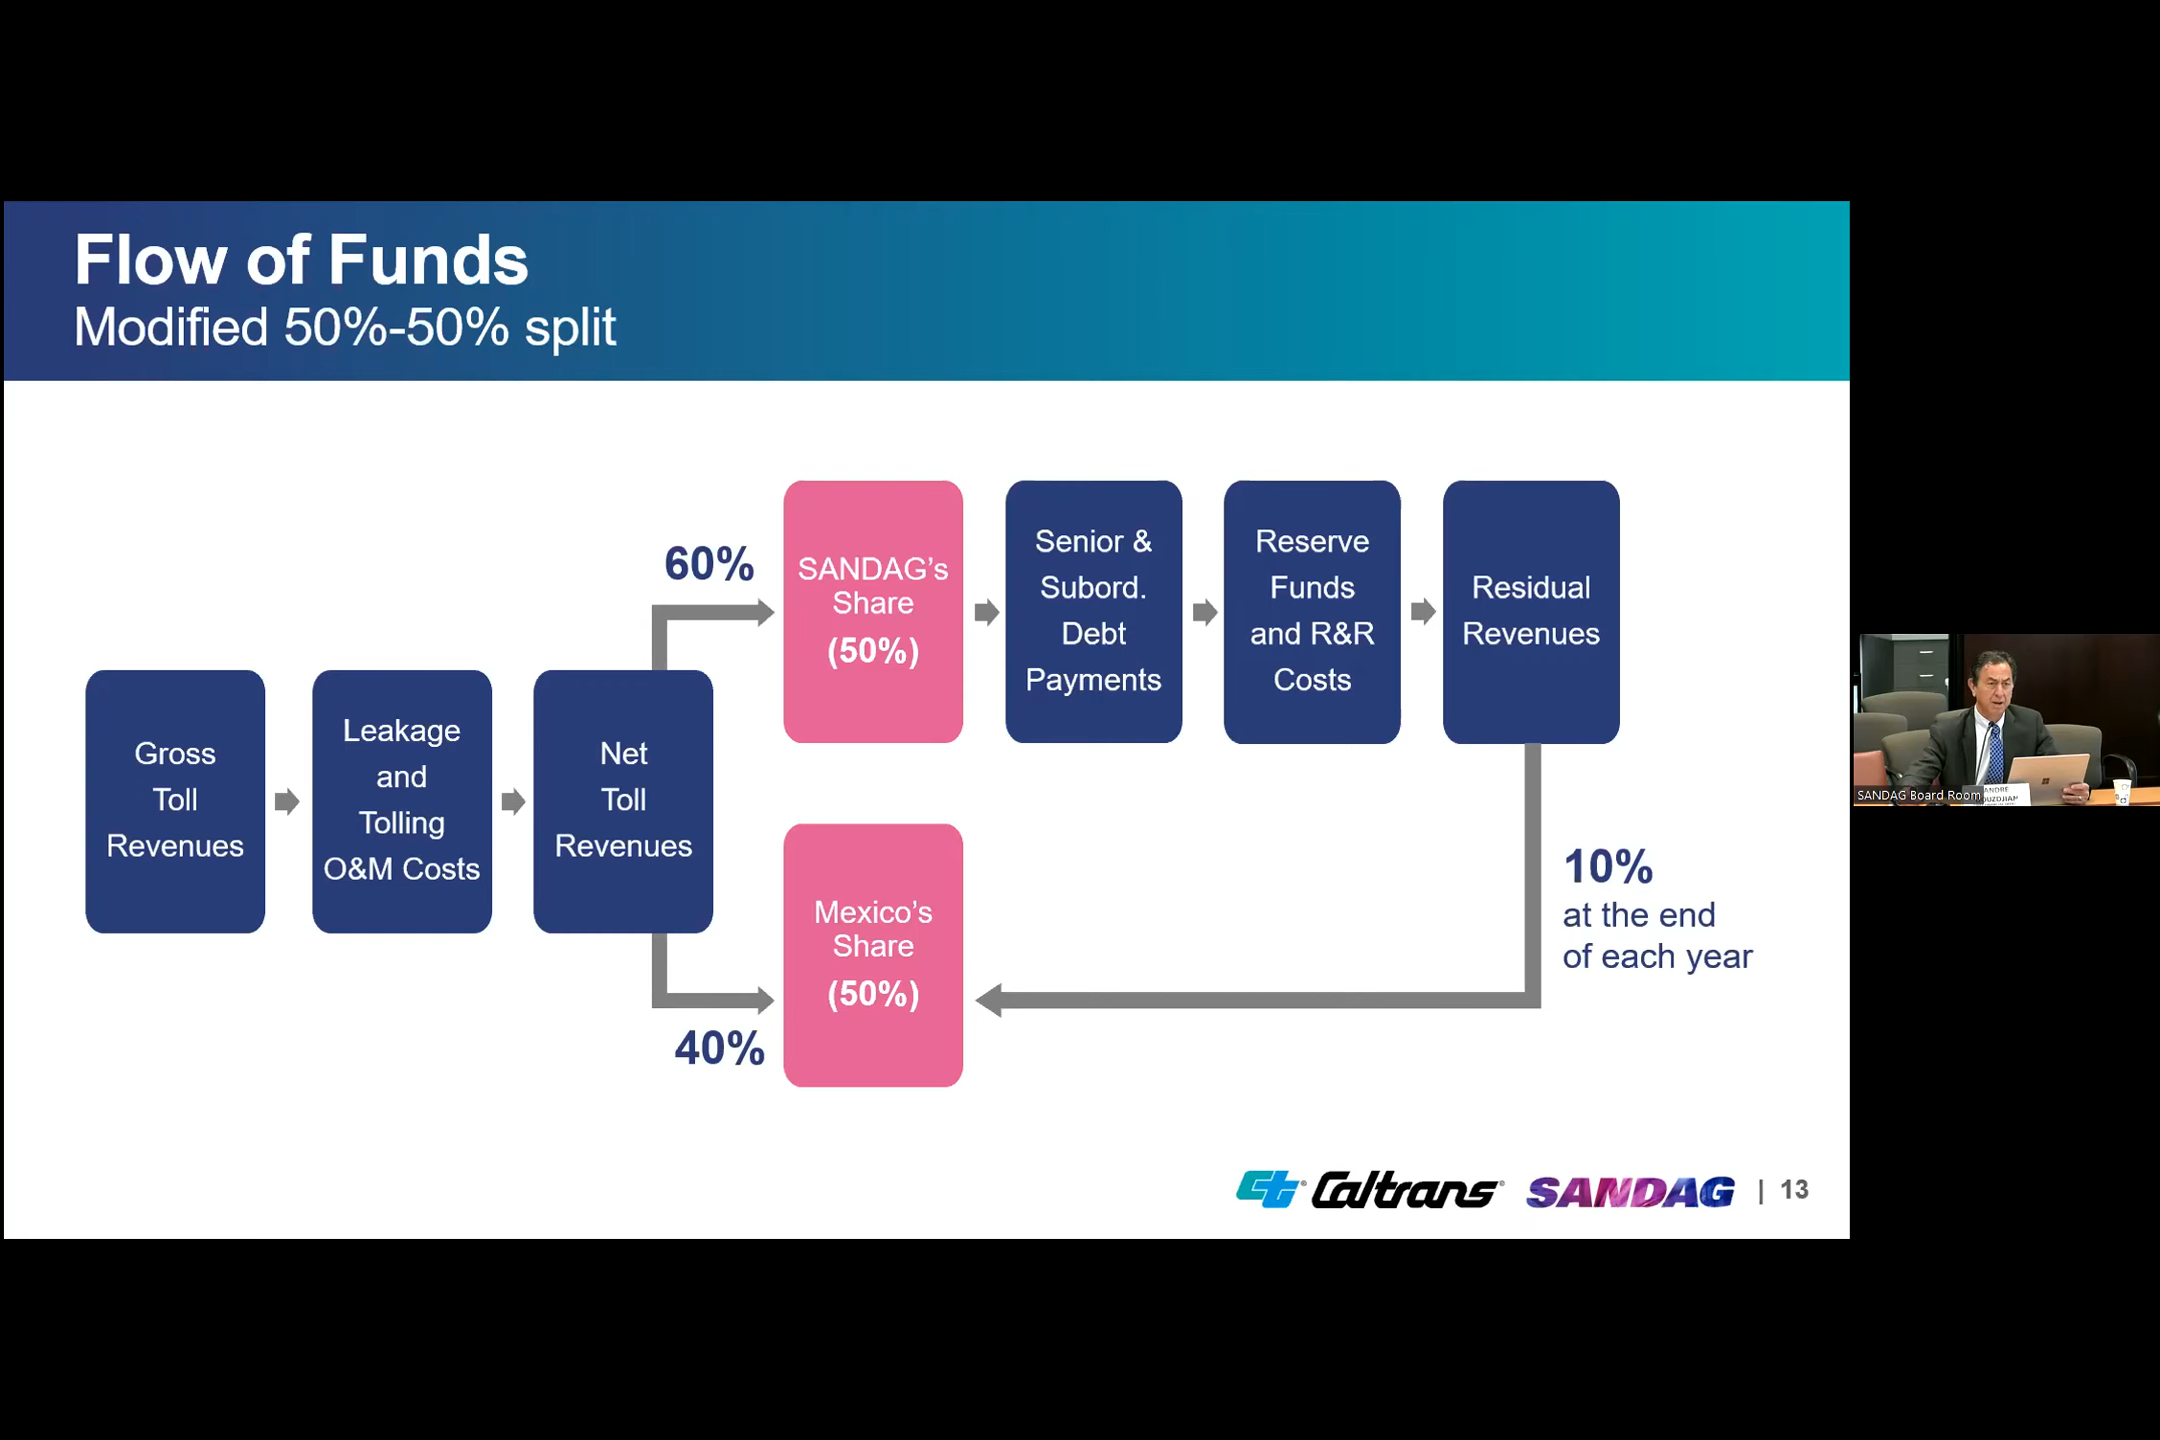 Flow of Funds
Modified 50%-50% split
Gross
Toll
Revenues
Leakage
and
Tolling
O&M Costs
Net
Toll
Revenues
60%
SANDAG's
Share
(50%)
Senior &
Subord.
Debt
Payments
Reserve
Funds
and R&R
Costs
Residual
Revenues
40%
Mexico's
Share
(50%)
10%
at the end
of each year
Ct Caltrans SANDAG | 13
SANDAG Board Room
ANDRE